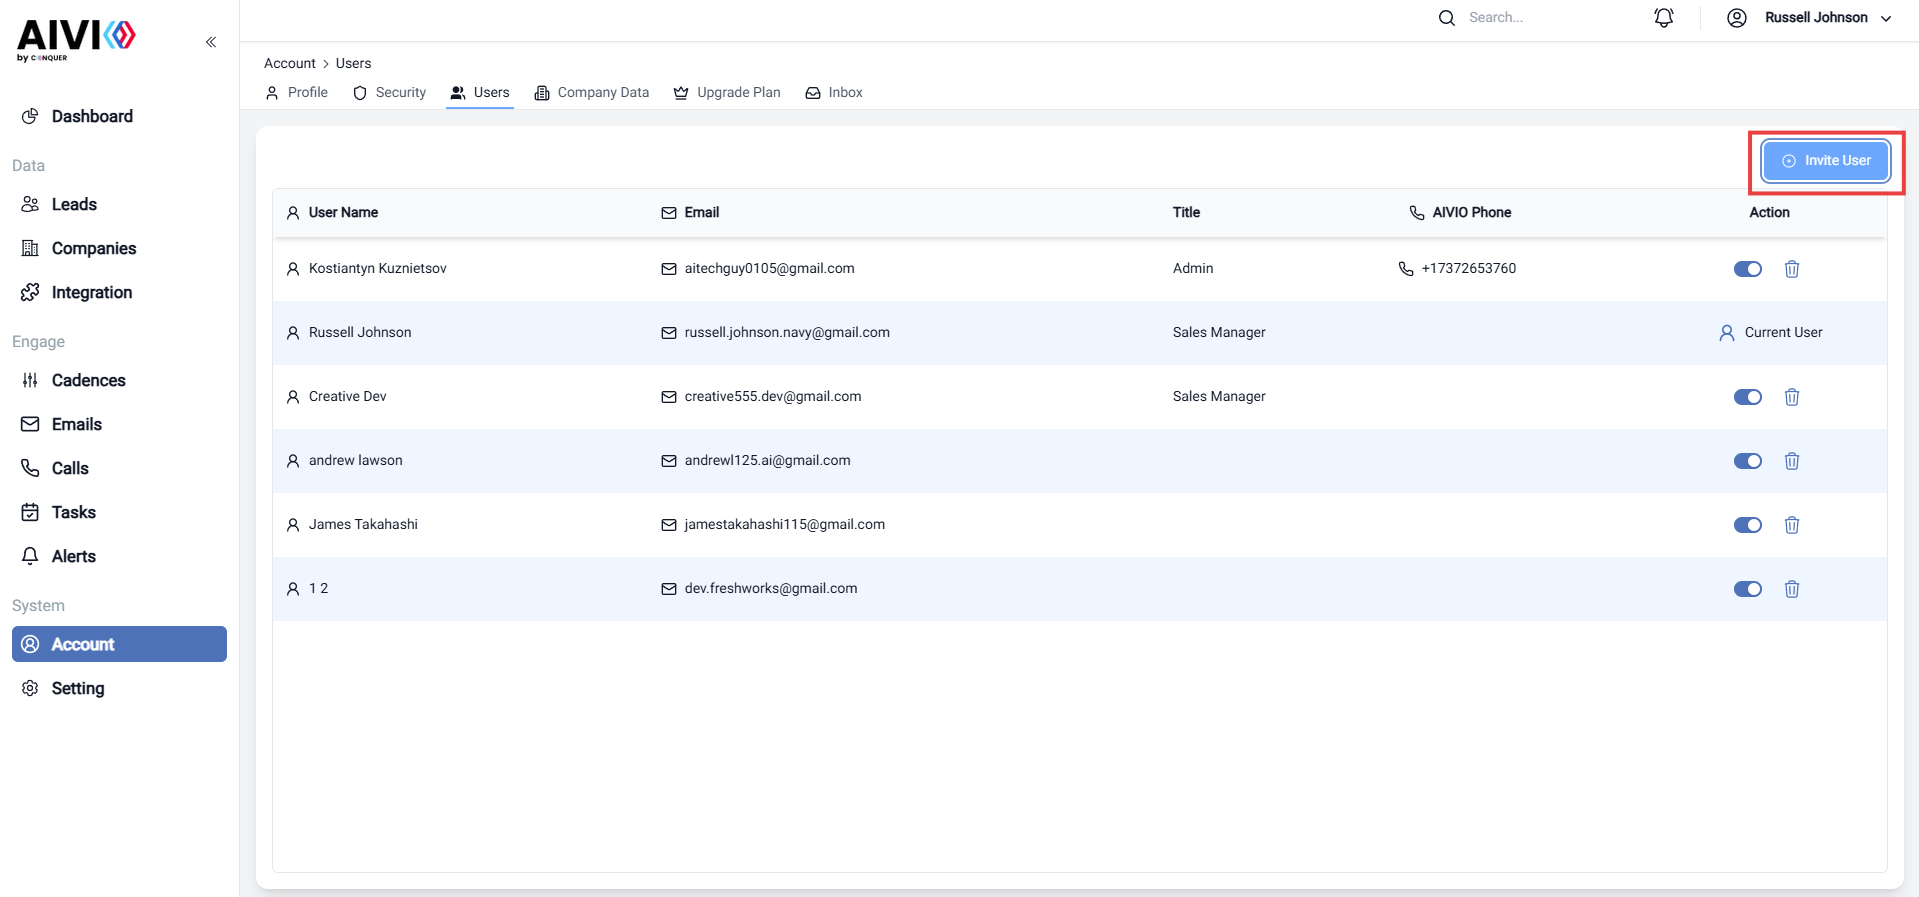 AIVI
by CONQUER
Search...
Russell Johnson
Account > Users
Profile Security Users Company Data Upgrade Plan Inbox
Dashboard
Data
Leads
Companies
Integration
Engage
Cadences
Emails
Calls
Tasks
Alerts
System
Account
Setting
Invite User
User Name Email Title AIVIO Phone Action
Kostiantyn Kuznietsov aitechguy0105@gmail.com Admin +17372653760
Russell Johnson russell.johnson.navy@gmail.com Sales Manager Current User
Creative Dev creative555.dev@gmail.com Sales Manager
andrew lawson andrewl125.ai@gmail.com
James Takahashi jamestakahashi115@gmail.com
1 2 dev.freshworks@gmail.com